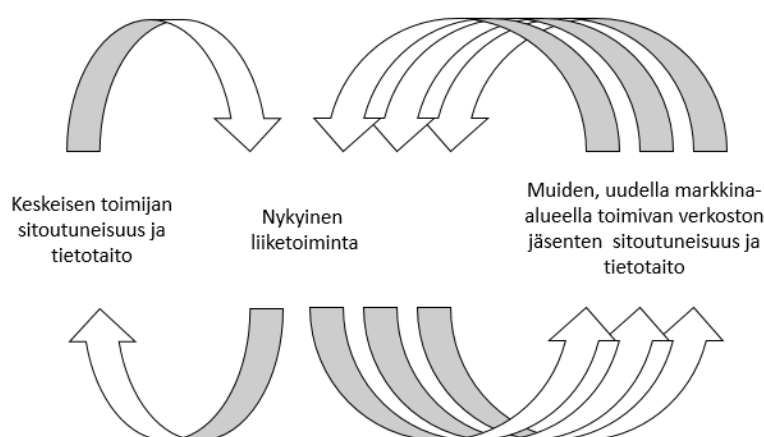 Keskeisen toimijan
sitoutuneisuus ja
tietotaito
Nykyinen
liiketoiminta
Muiden, uudella markkina-
alueella toimivan verkoston
jäsenten sitoutuneisuus ja
tietotaito